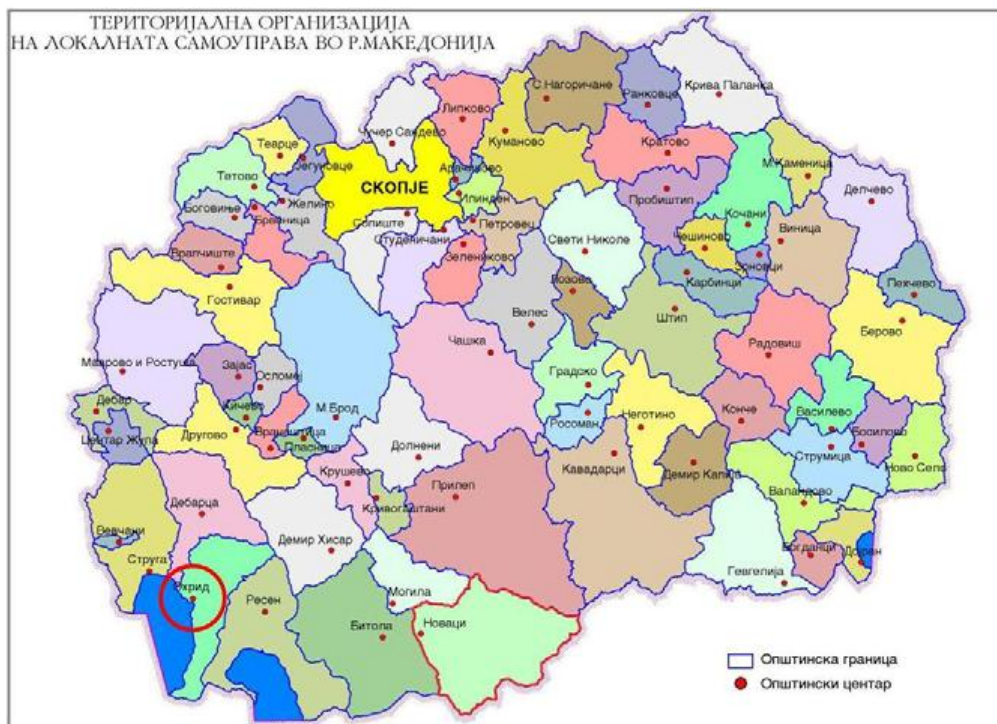 ТЕРИТОРИЈАЛНА ОРГАНИЗАЦИЈА
НА ЛОКАЛНАТА САМОУПРАВА ВО Р.МАКЕДОНИЈА
С.Нагоричане
Крива Паланка
Ранковце
Липково
Чучер Сандево
Куманово
Теарце
Кратово
Јегуновце
М.Каменица
Арачиново
Тетово
СКОПЈЕ
Пробиштип
Делчево
Илинден
Желино
Боговиње
Брвеница
Сопиште
Петровец
Кочани
Студеничани
Виница
Свети Николе
Чешиново
Врапчиште
Зелениково
Зрновци
Карбинци
Пехчево
Гостивар
Лозово
Велес
Штип
Берово
Чашка
Радовиш
Маврово и Ростуша
Зајас
Осломеј
Градско
Дебар
Кичево
М.Брод
Неготино
Конче
Василево
Росоман
Центар Жупа
Другово
Вранештица
Пласница
Долнени
Босилово
Струмица
Кавадарци
Демир Капија
Ново Село
Крушево
Прилеп
Валандово
Дебарца
Кривогаштани
Вевчани
Демир Хисар
Богданци
Дојран
Струга
Гевгелија
Охрид
Могила
Ресен
Битола
Новаци
Општинска граница
Општински центар